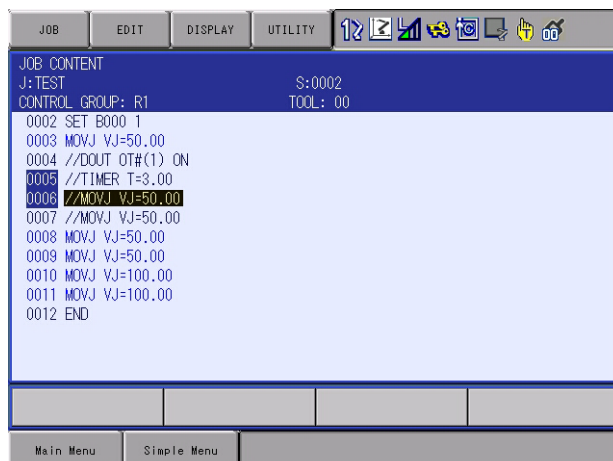 JOB EDIT DISPLAY UTILITY
JOB CONTENT
J:TEST S:0002
CONTROL GROUP: R1 TOOL: 00
0002 SET B000 1
0003 MOVJ VJ=50.00
0004 //DOUT OT#(1) ON
0005 //TIMER T=3.00
0006 //MOVJ VJ=50.00
0007 //MOVJ VJ=50.00
0008 MOVJ VJ=50.00
0009 MOVJ VJ=50.00
0010 MOVJ VJ=100.00
0011 MOVJ VJ=100.00
0012 END
Main Menu Simple Menu